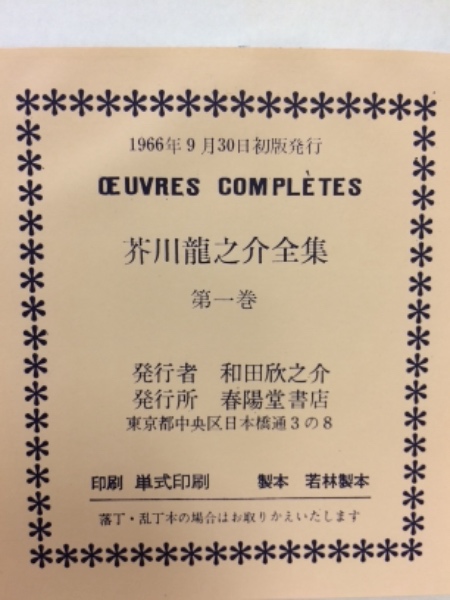 1966年9月30日初版発行
ŒUVRES COMPLÈTES
芥川龍之介全集
第一巻
発行者 和田欣之介
発行所 春陽堂書店
東京都中央区日本橋通3の8
印刷 単式印刷 製本 若林製本
落丁・乱丁本の場合はお取りかえいたします